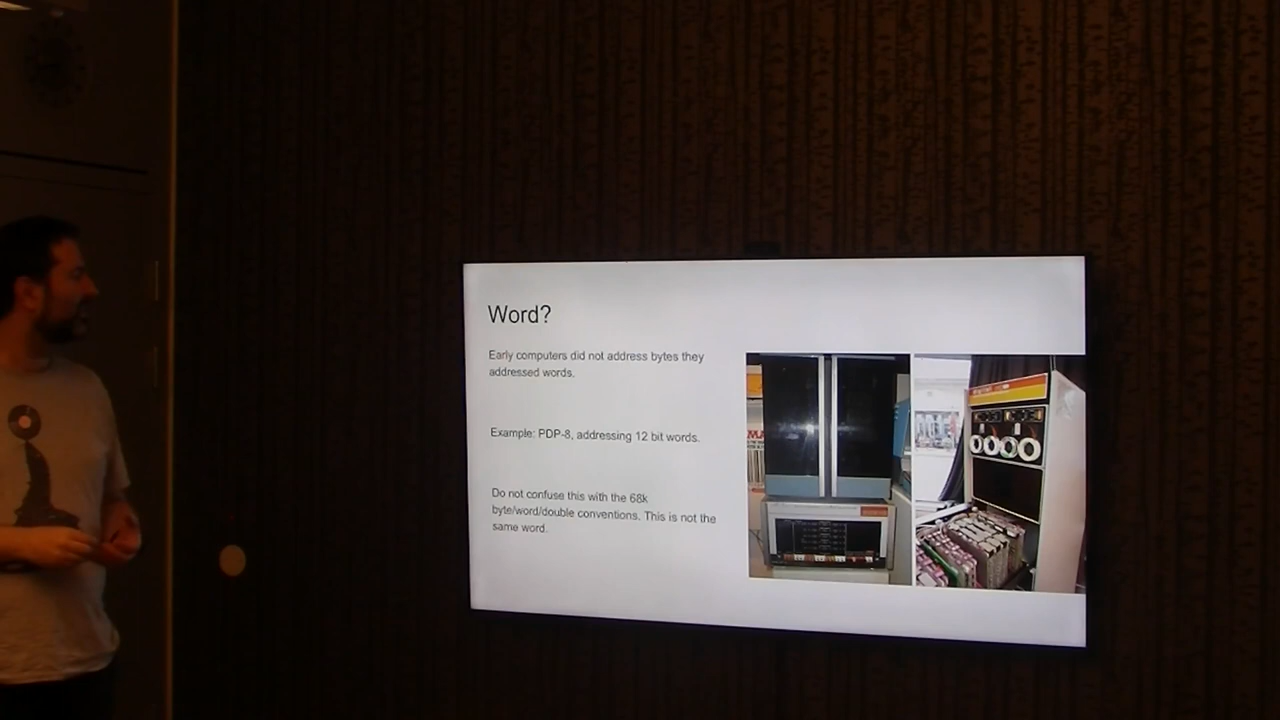 Word?
Early computers did not address bytes they
addressed words.
Example: PDP-8, addressing 12 bit words.
Do not confuse this with the 68k
byte/word/double conventions. This is not the
same word.